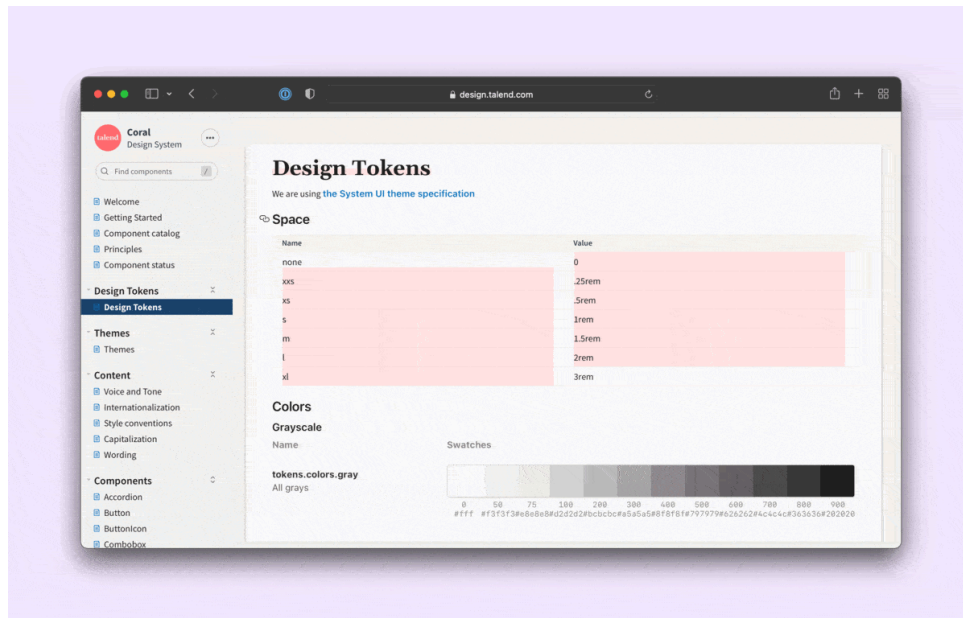 design.talend.com
talend
Coral
Design System
Find components
/
Welcome
Getting Started
Component catalog
Principles
Component status
Design Tokens
Design Tokens
Themes
Themes
Content
Voice and Tone
Internationalization
Style conventions
Capitalization
Wording
Components
Accordion
Button
ButtonIcon
Combobox
Design Tokens
We are using the System UI theme specification
Space
Name Value
none 0
xxs .25rem
xs .5rem
s 1rem
m 1.5rem
l 2rem
xl 3rem
Colors
Grayscale
Name Swatches
tokens.colors.gray
All grays
0 50 75 100 200 300 400 500 600 700 800 900
#fff #f3f3f3#e8e8e8#d2d2d2#bcbcbc#a5a5a5#8f8f8f#797979#626262#4c4c4c#363636#202020